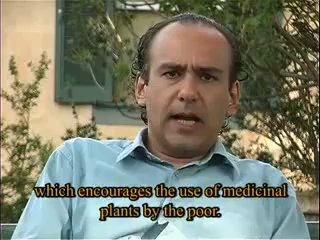 which encourages the use of medicinal
plants by the poor.